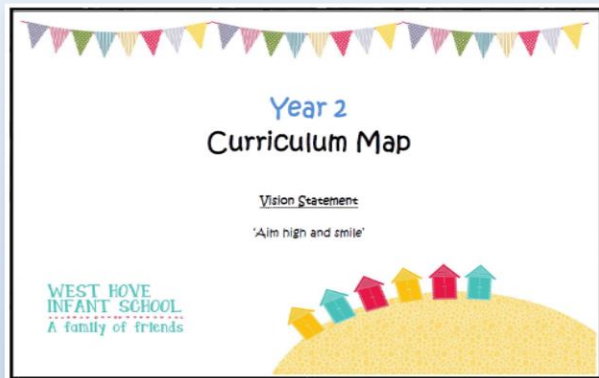 Year 2
Curriculum Map
Vision Statement
'Aim high and smile'
WEST HOVE
INFANT SCHOOL
A family of friends